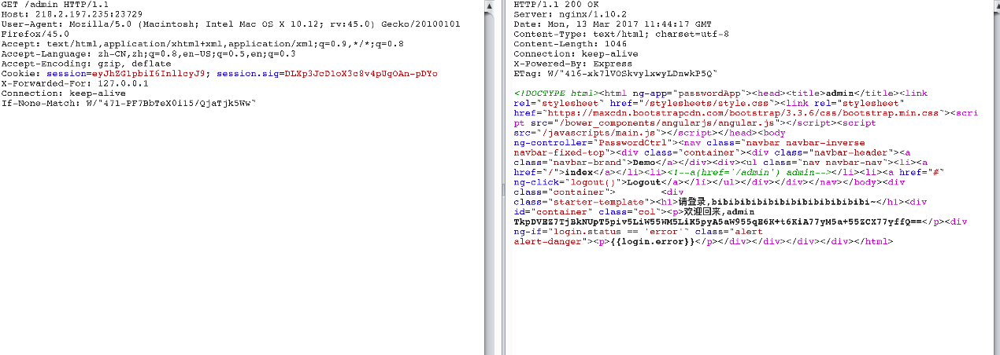 GET /admin HTTP/1.1
Host: 218.2.197.235:23729
User-Agent: Mozilla/5.0 (Macintosh; Intel Mac OS X 10.12; rv:45.0) Gecko/20100101
Firefox/45.0
Accept: text/html,application/xhtml+xml,application/xml;q=0.9,*/*;q=0.8
Accept-Language: zh-CN,zh;q=0.8,en-US;q=0.5,en;q=0.3
Accept-Encoding: gzip, deflate
Cookie: session=eyJhZG1pbiI6InllcyJ9; session.sig=DLXp3JcD1oX3c8v4pUgOAn-pDYo
X-Forwarded-For: 127.0.0.1
Connection: keep-alive
If-None-Match: W/"471-PF7BbTeX0i15/QjaTjk5Ww"
HTTP/1.1 200 OK
Server: nginx/1.10.2
Date: Mon, 13 Mar 2017 11:44:17 GMT
Content-Type: text/html; charset=utf-8
Content-Length: 1046
Connection: keep-alive
X-Powered-By: Express
ETag: W/"416-xk7lVOSkvylxwyLDnwkP5Q"
<!DOCTYPE html><html ng-app="passwordApp"><head><title>admin</title><link
rel="stylesheet" href="/stylesheets/style.css"><link rel="stylesheet"
href="https://maxcdn.bootstrapcdn.com/bootstrap/3.3.6/css/bootstrap.min.css"><scri
pt src="/bower_components/angularjs/angular.js"></script><script
src="/javascripts/main.js"></script></head><body
ng-controller="PasswordCtrl"><nav class="navbar navbar-inverse
navbar-fixed-top"><div class="container"><div class="navbar-header"><a
class="navbar-brand">Demo</a></div><div><ul class="nav navbar-nav"><li><a
href="/">index</a></li><li><!--a(href='/admin') admin--></li><li><a href="#"
ng-click="logout()">Logout</a></li></ul></div></div></nav></body><div
class="container"> <div
class="starter-template"><h1>请登录,bibibibibibibibibibibibibibi~</h1><div
id="container" class="col"><p>欢迎回来,admin
TkpDVEZ7TjBkNUpT5piv5LiW55WM5LiK5pyA5aW955qE6K+t6KiA77yM5a+55ZCX77yffQ==</p><div
ng-if="login.status == 'error'" class="alert
alert-danger"><p>{{login.error}}</p></div></div></div></div></html>